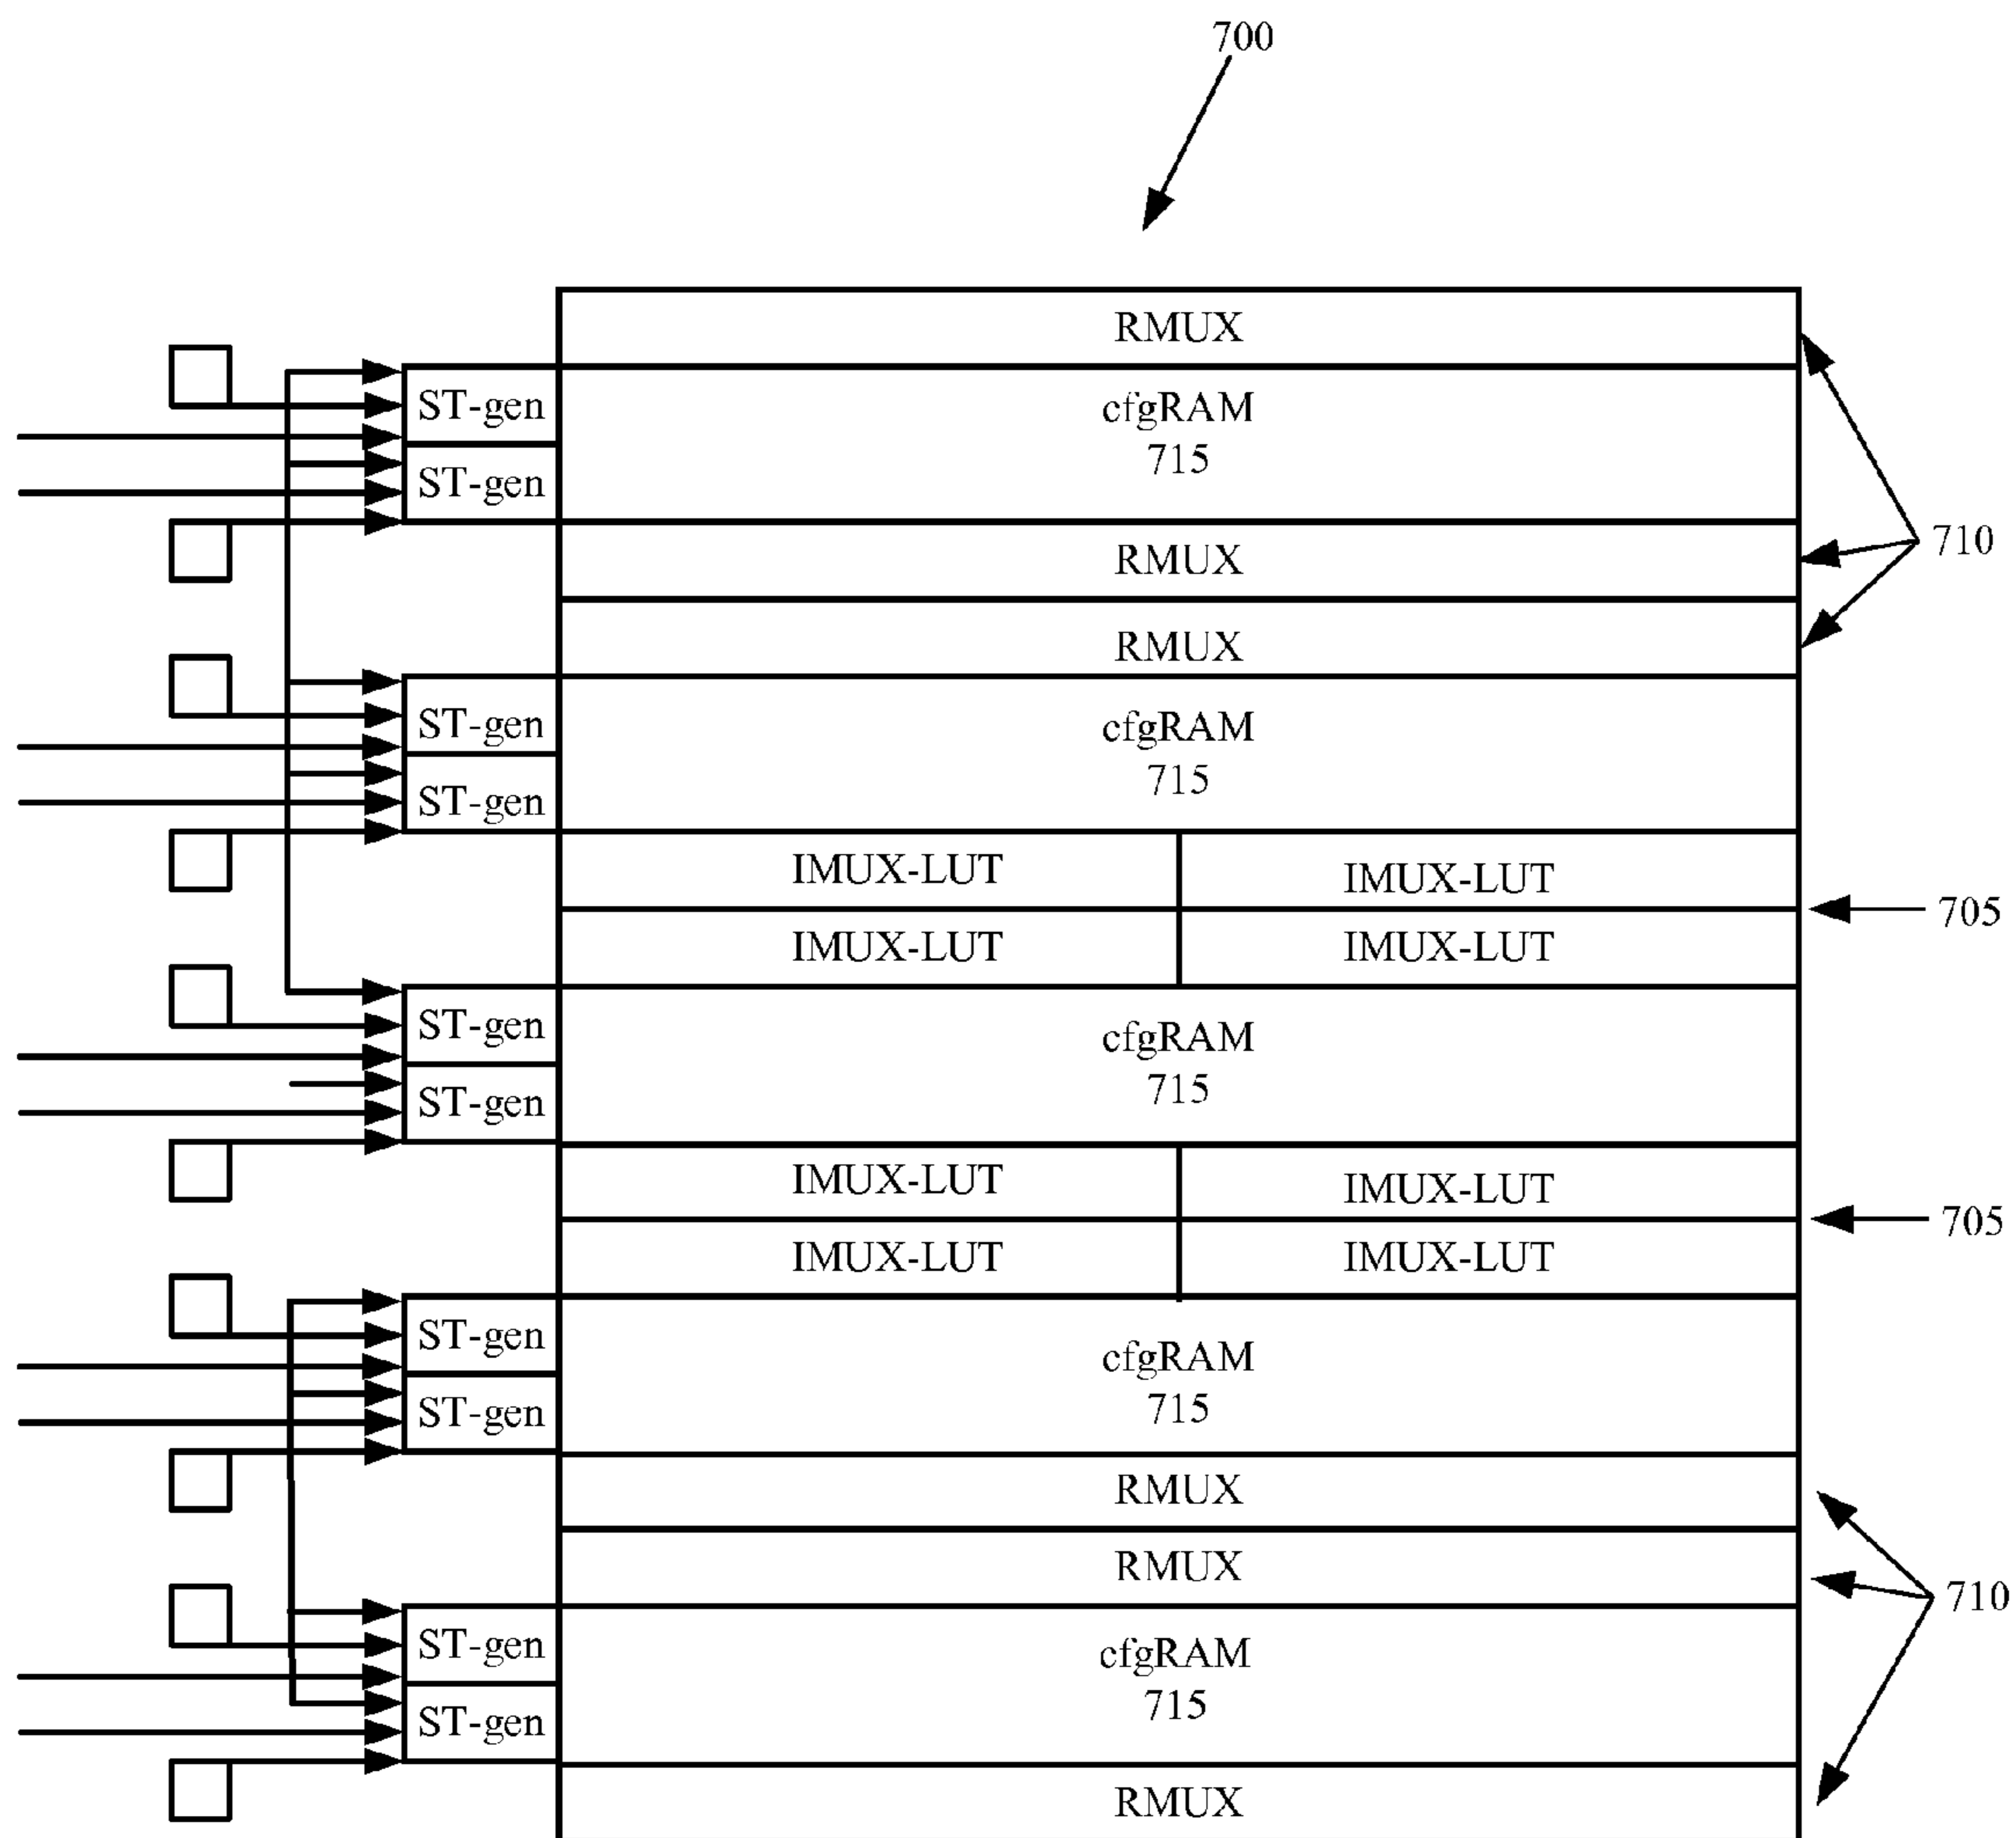 700
RMUX
ST-gen
cfgRAM
715
ST-gen
RMUX
710
RMUX
ST-gen
cfgRAM
715
ST-gen
IMUX-LUT IMUX-LUT
705
IMUX-LUT IMUX-LUT
ST-gen
cfgRAM
715
ST-gen
IMUX-LUT IMUX-LUT
705
IMUX-LUT IMUX-LUT
ST-gen
cfgRAM
715
ST-gen
RMUX
RMUX
710
ST-gen
cfgRAM
715
ST-gen
RMUX